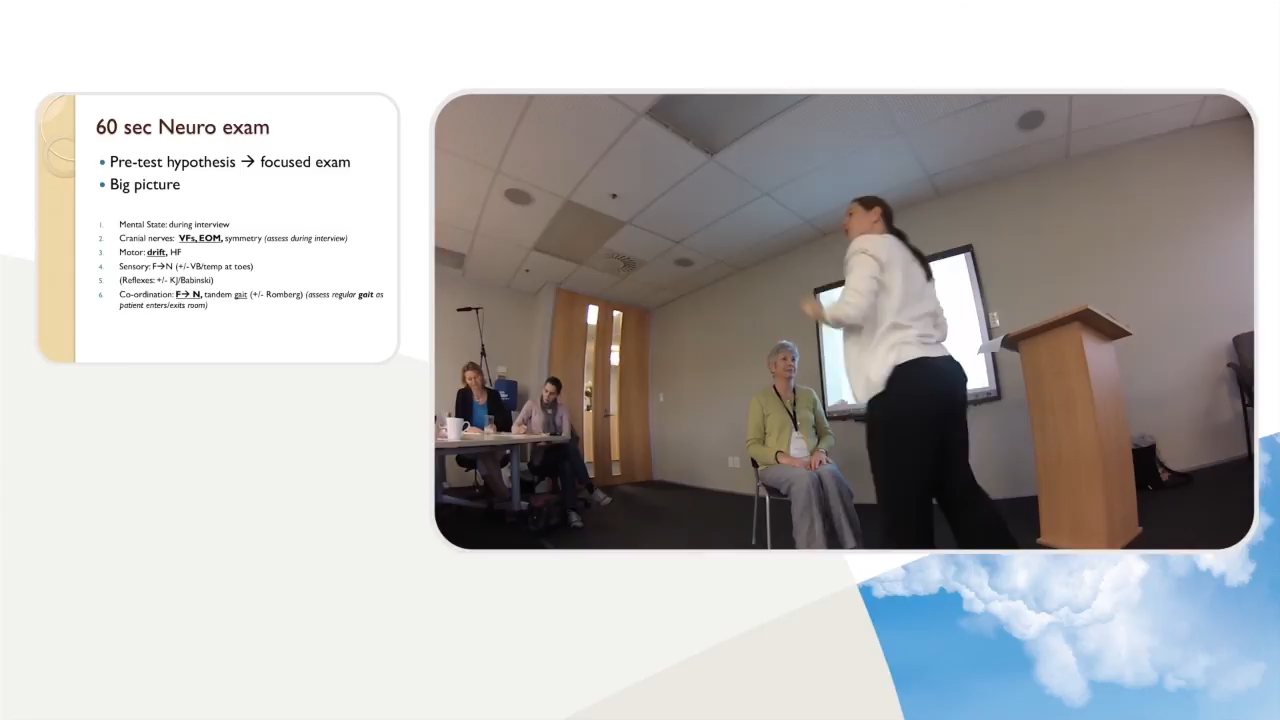 60 sec Neuro exam
• Pre-test hypothesis → focused exam
• Big picture
1. Mental State: during interview
2. Cranial nerves: VFs, EOM, symmetry (assess during interview)
3. Motor: drift, HF
4. Sensory: F→N (+/- VB/temp at toes)
5. (Reflexes: +/- KJ/Babinski)
6. Co-ordination: F→ N, tandem gait (+/- Romberg) (assess regular gait as
patient enters/exits room)